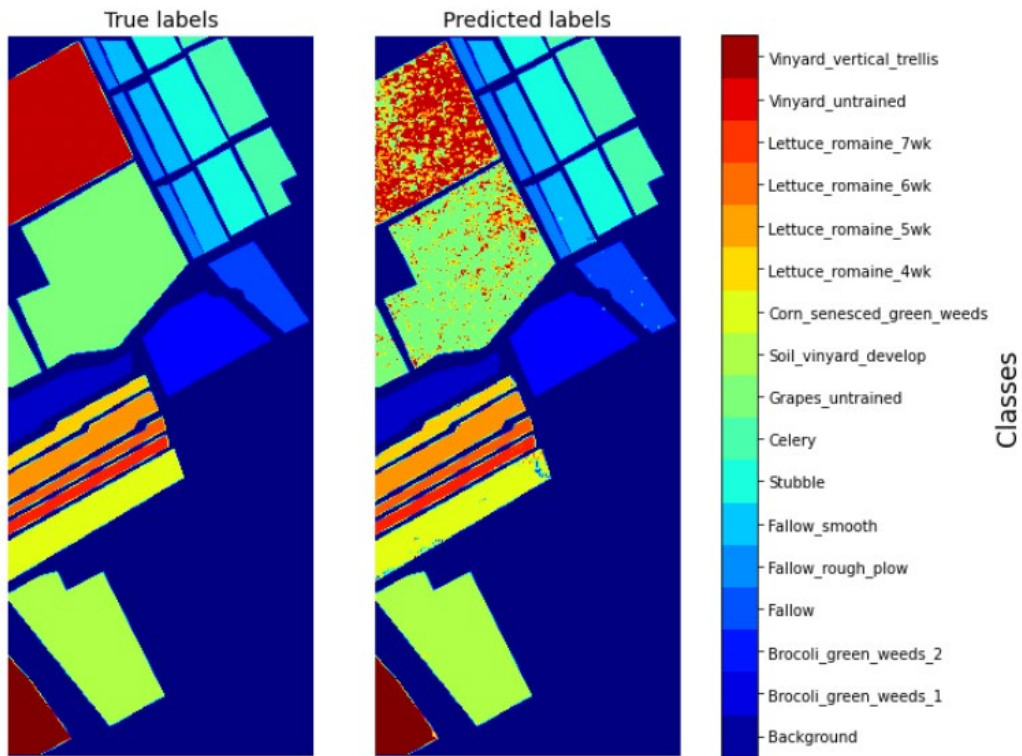 True labels
Predicted labels
Vinyard_vertical_trellis
Vinyard_untrained
Lettuce_romaine_7wk
Lettuce_romaine_6wk
Lettuce_romaine_5wk
Lettuce_romaine_4wk
Corn_senesced_green_weeds
Soil_vinyard_develop
Grapes_untrained
Celery
Stubble
Fallow_smooth
Fallow_rough_plow
Fallow
Brocoli_green_weeds_2
Brocoli_green_weeds_1
Background
Classes